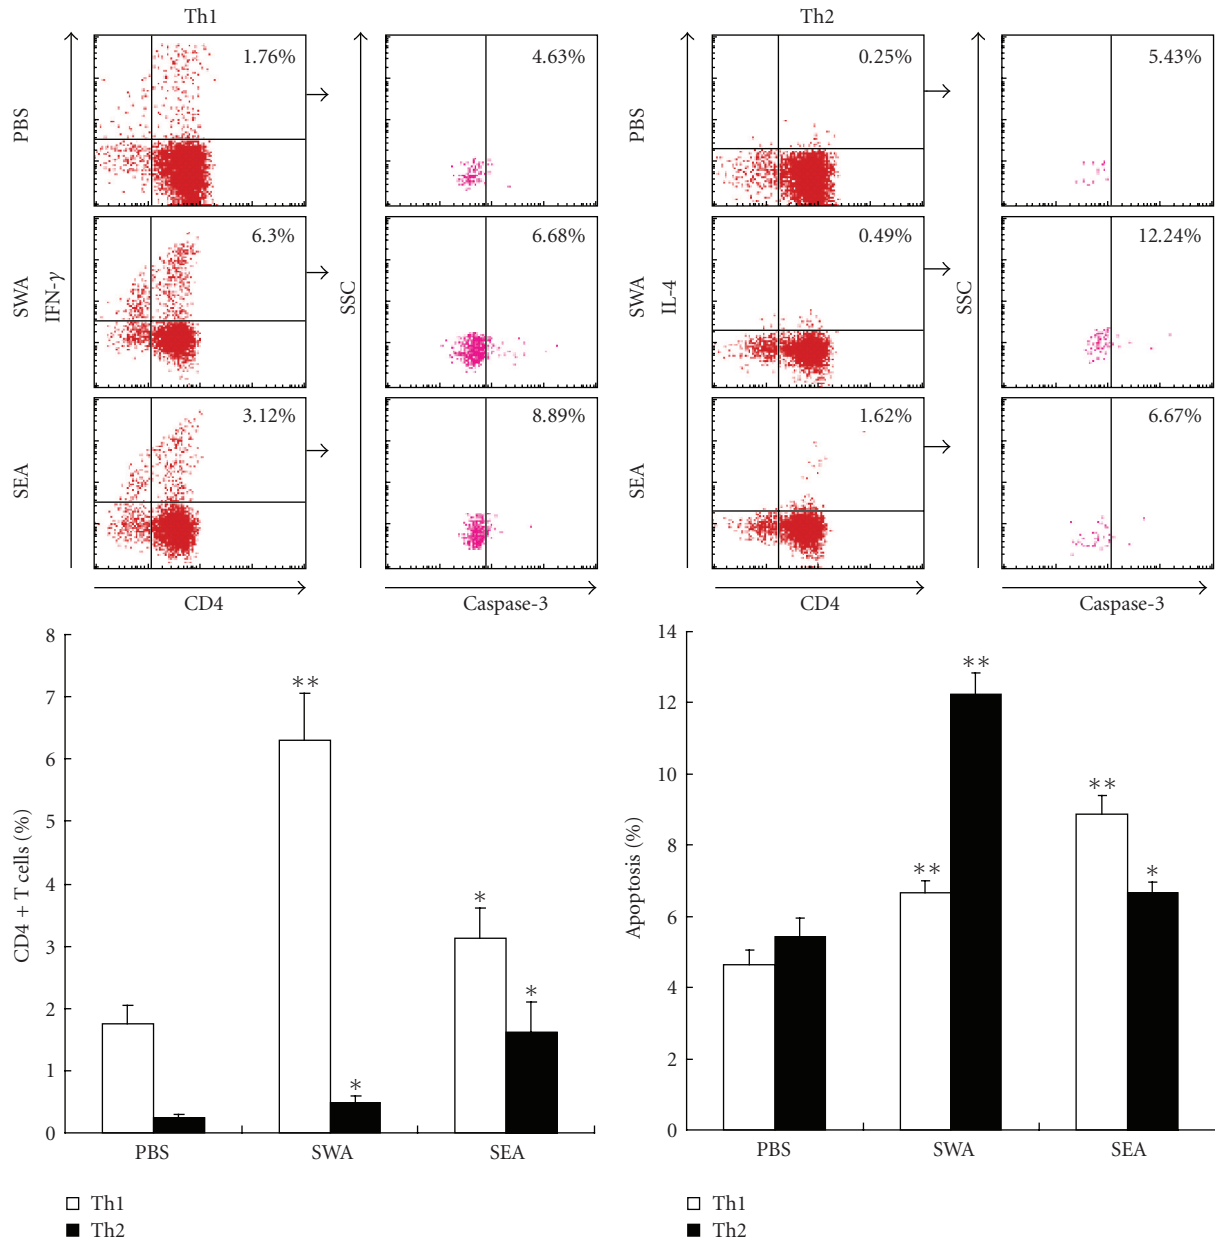 Th1
Th2
PBS
1.76%
4.63%
PBS
0.25%
5.43%
SWA
IFN-γ
6.3%
SSC
6.68%
SWA
IL-4
0.49%
SSC
12.24%
SEA
3.12%
8.89%
SEA
1.62%
6.67%
CD4
Caspase-3
CD4
Caspase-3
CD4 + T cells (%)
8
7
6
5
4
3
2
1
0
**
*
*
*
PBS
SWA
SEA
Th1
Th2
Apoptosis (%)
14
12
10
8
6
4
2
0
**
**
**
*
PBS
SWA
SEA
Th1
Th2